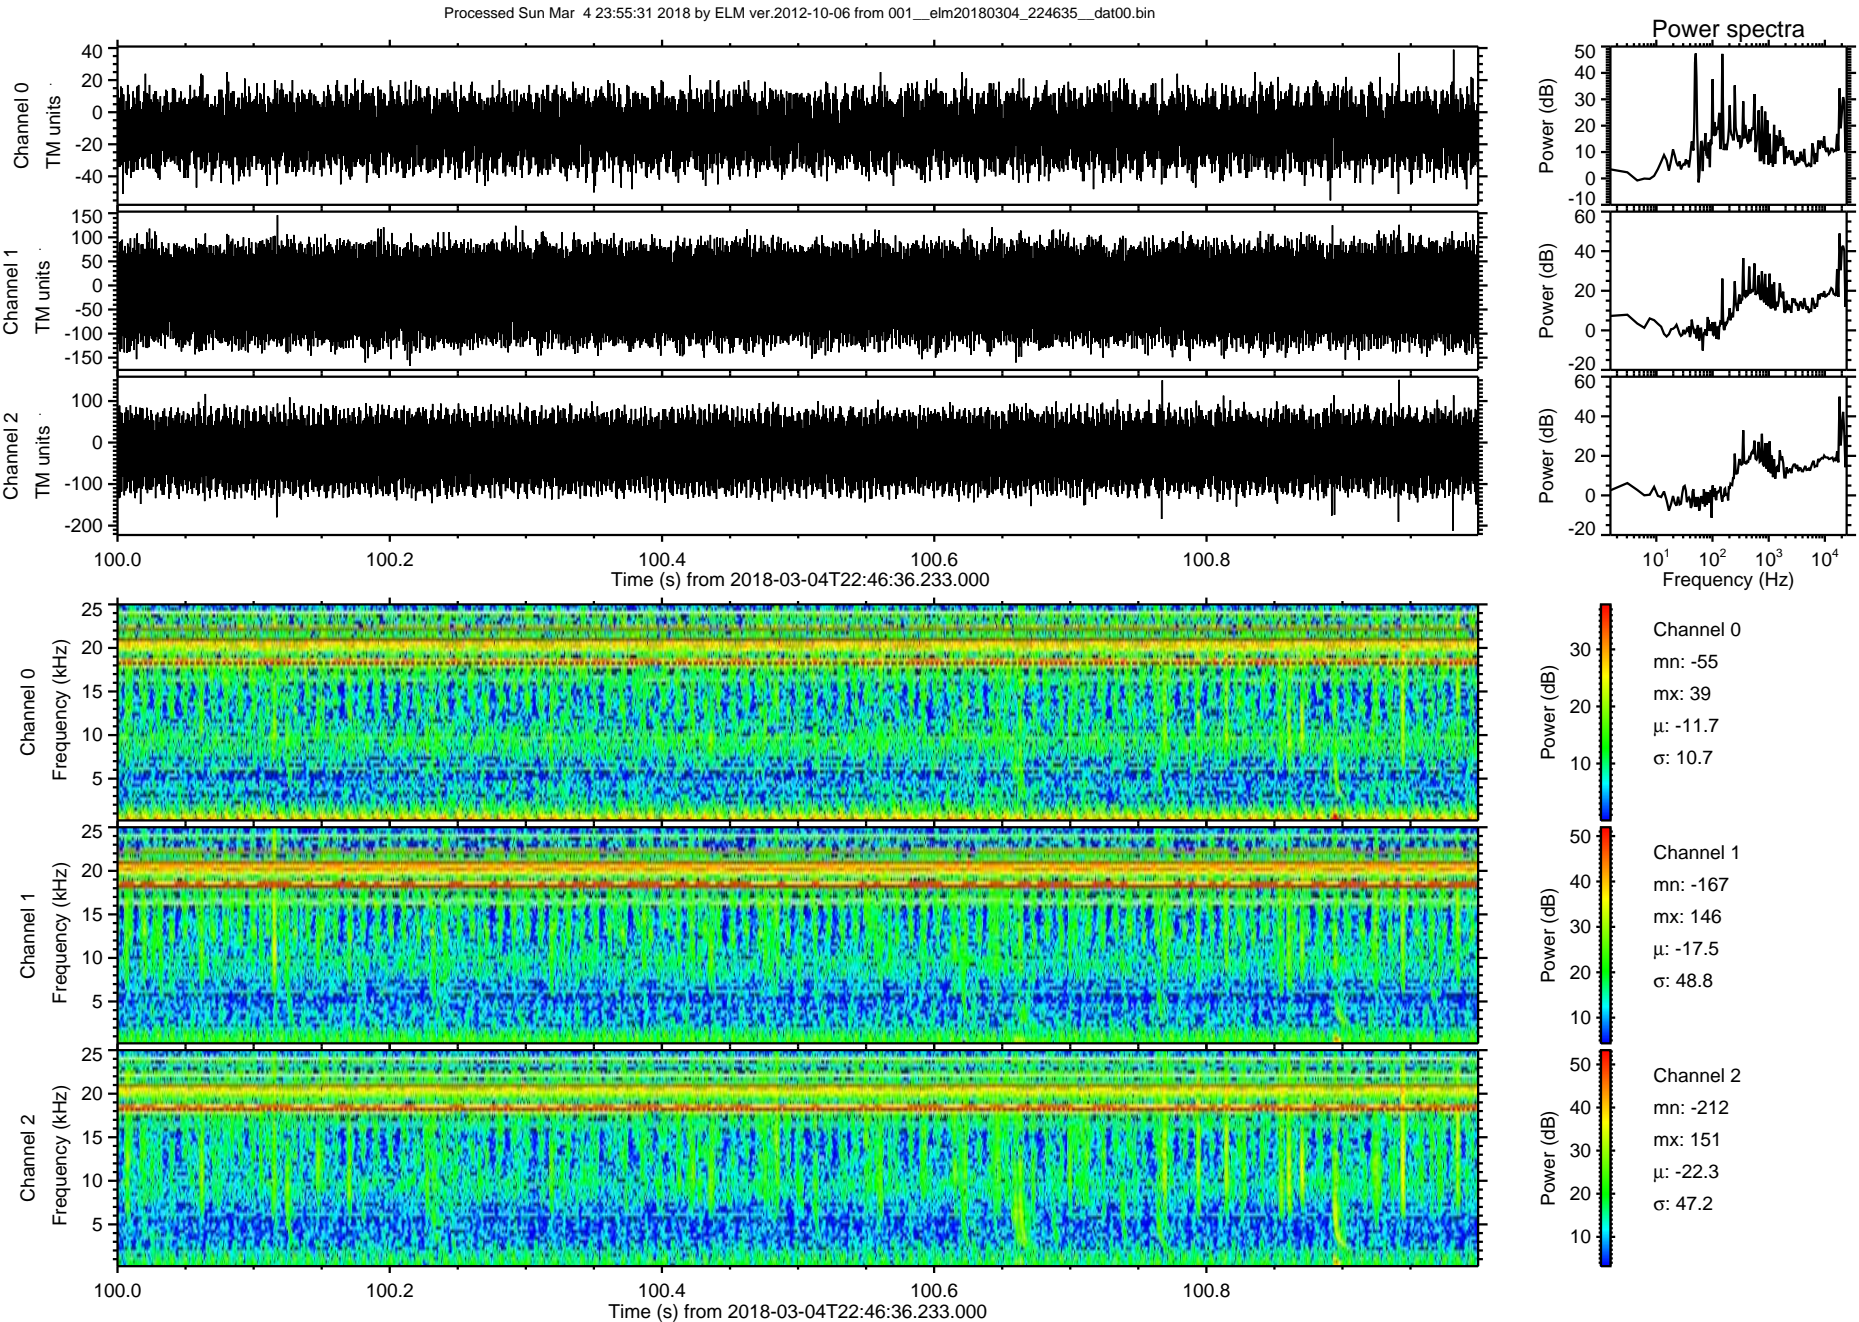 Processed Sun Mar  4 23:55:31 2018 by ELM ver.2012-10-06 from 001__elm20180304_224635__dat00.bin
Power spectra
Channel 0
TM units
40
20
0
-20
-40
Power (dB)
50
40
30
20
10
0
-10
Channel 1
TM units
150
100
50
0
-50
-100
-150
Power (dB)
60
40
20
0
-20
Channel 2
TM units
100
0
-100
-200
Power (dB)
60
40
20
0
-20
100.0 100.2 100.4 100.6 100.8
Time (s) from 2018-03-04T22:46:36.233.000
10^1 10^2 10^3 10^4
Frequency (Hz)
Channel 0
Frequency (kHz)
25
20
15
10
5
Power (dB)
30
20
10
Channel 0
mn: -55
mx: 39
μ: -11.7
σ: 10.7
Channel 1
Frequency (kHz)
25
20
15
10
5
Power (dB)
50
40
30
20
10
Channel 1
mn: -167
mx: 146
μ: -17.5
σ: 48.8
Channel 2
Frequency (kHz)
25
20
15
10
5
Power (dB)
50
40
30
20
10
Channel 2
mn: -212
mx: 151
μ: -22.3
σ: 47.2
100.0 100.2 100.4 100.6 100.8
Time (s) from 2018-03-04T22:46:36.233.000